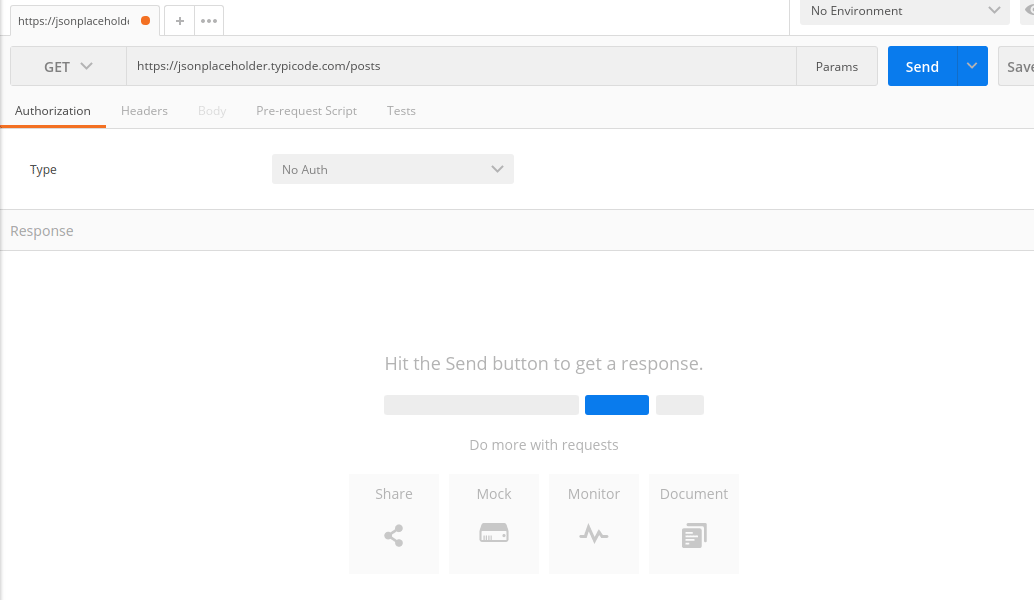 https://jsonplaceholde
+
No Environment
GET
https://jsonplaceholder.typicode.com/posts
Params
Send
Save
Authorization
Headers
Body
Pre-request Script
Tests
Type
No Auth
Response
Hit the Send button to get a response.
Do more with requests
Share
Mock
Monitor
Document